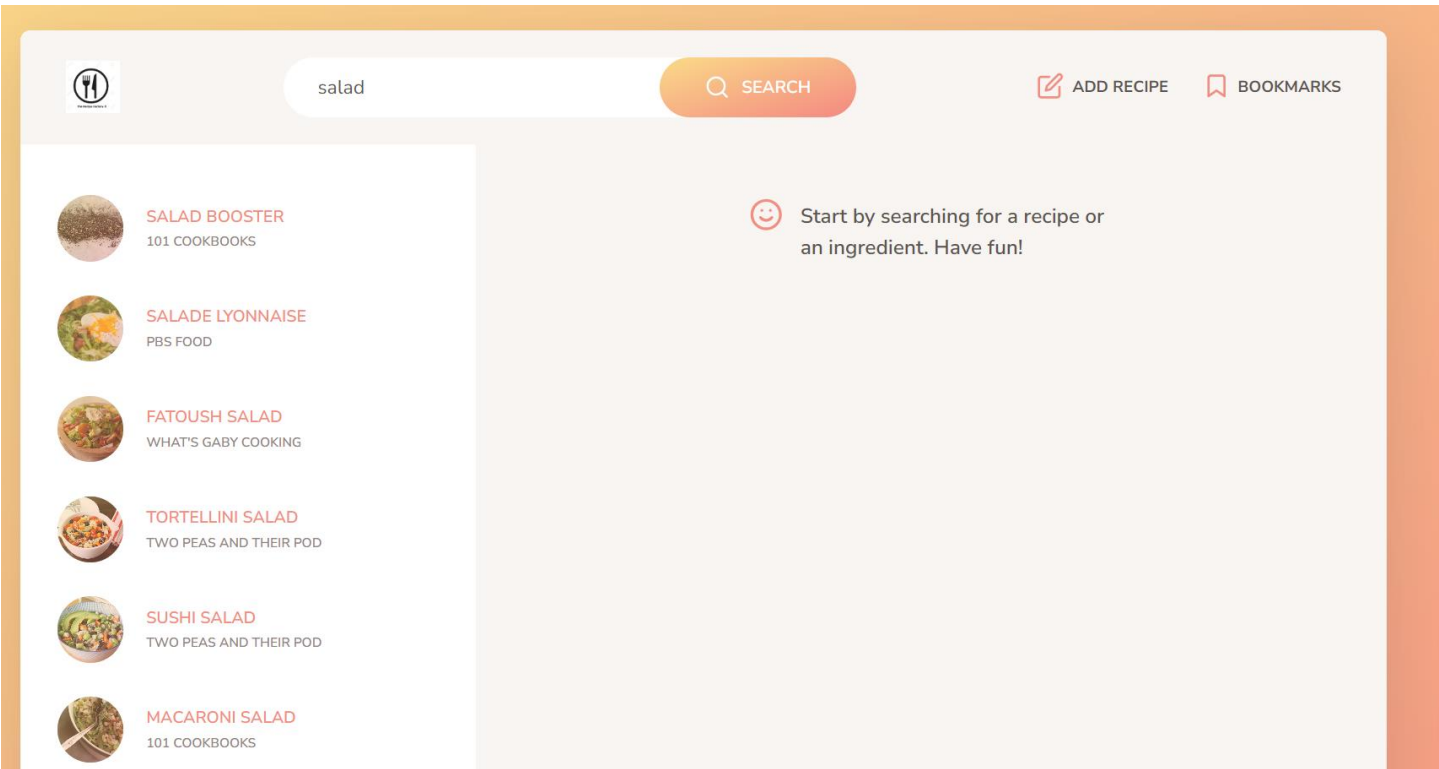 salad
SEARCH
ADD RECIPE
BOOKMARKS
SALAD BOOSTER
101 COOKBOOKS
SALADE LYONNAISE
PBS FOOD
FATOUSH SALAD
WHAT'S GABY COOKING
TORTELLINI SALAD
TWO PEAS AND THEIR POD
SUSHI SALAD
TWO PEAS AND THEIR POD
MACARONI SALAD
101 COOKBOOKS
Start by searching for a recipe or
an ingredient. Have fun!